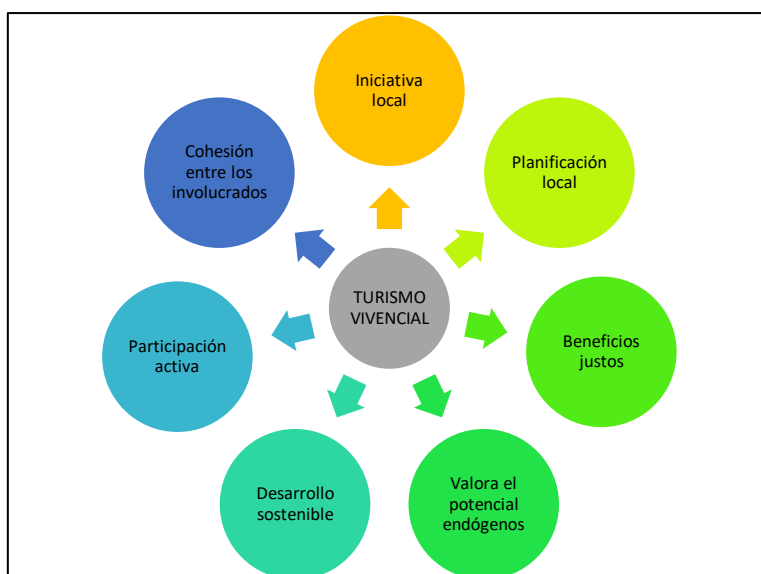 Iniciativa
local
Planificación
local
Beneficios
justos
Valora el
potencial
endógenos
Desarrollo
sostenible
Participación
activa
Cohesión
entre los
involucrados
TURISMO
VIVENCIAL